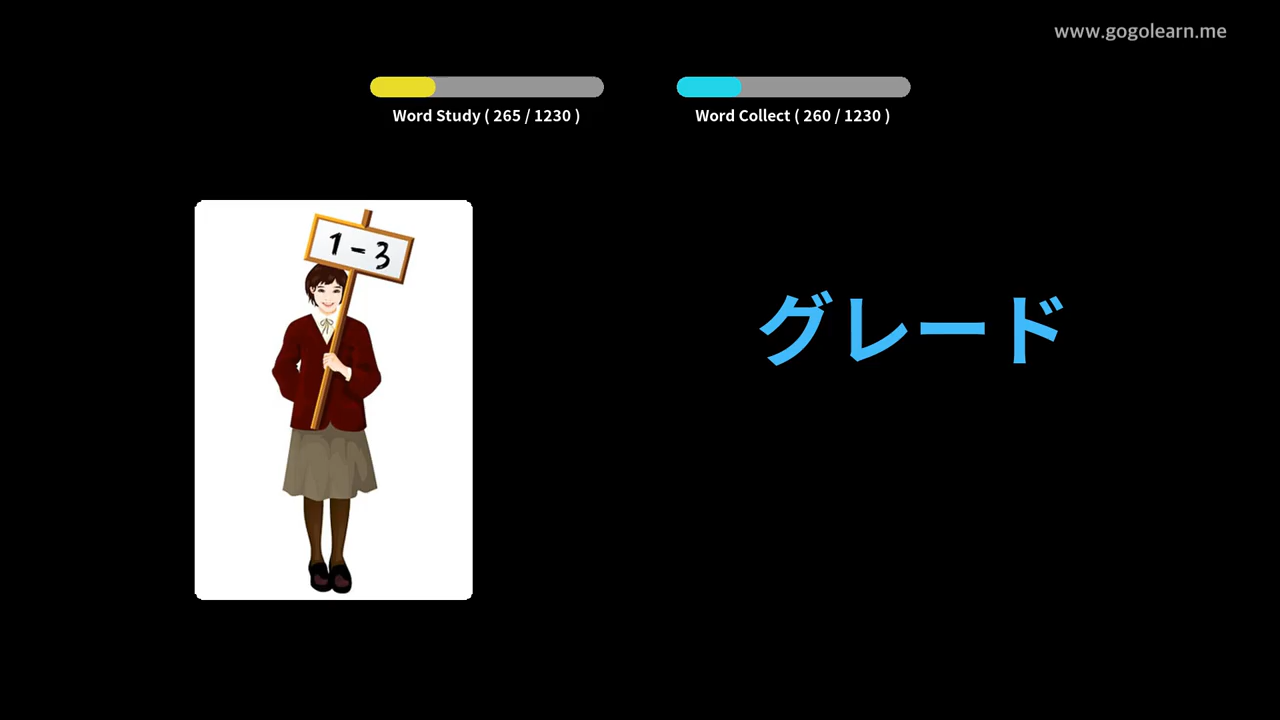 www.gogolearn.me
Word Study ( 265 / 1230 )
Word Collect ( 260 / 1230 )
1 - 3
グレード